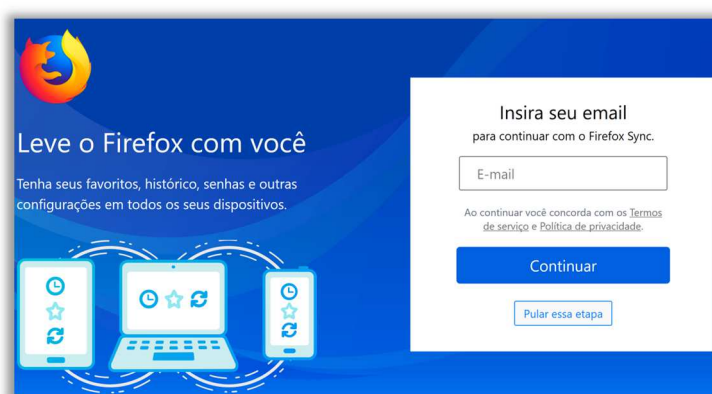 Leve o Firefox com você
Tenha seus favoritos, histórico, senhas e outras
configurações em todos os seus dispositivos.
Insira seu email
para continuar com o Firefox Sync.
E-mail
Ao continuar você concorda com os Termos
de serviço e Política de privacidade.
Continuar
Pular essa etapa